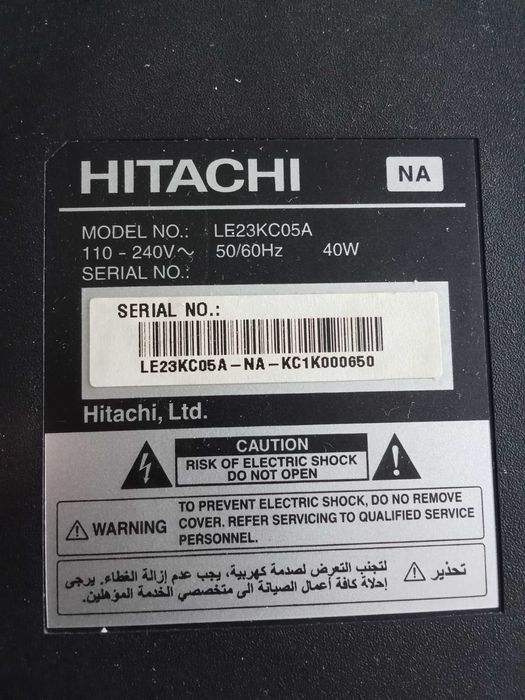 HITACHI NA
MODEL NO.: LE23KC05A
110 - 240V~ 50/60Hz 40W
SERIAL NO.:
SERIAL NO.:
LE23KC05A-NA-KC1K000650
Hitachi, Ltd.
CAUTION
RISK OF ELECTRIC SHOCK
DO NOT OPEN
WARNING
TO PREVENT ELECTRIC SHOCK, DO NO REMOVE
COVER. REFER SERVICING TO QUALIFIED SERVICE
PERSONNEL.
تحذير
لتجنب التعرض لصدمة كهربية، يجب عدم إزالة الغطاء. يرجى
إحلاة كافة أعمال الصيانة الى متخصصي الخدمة المؤهلين.